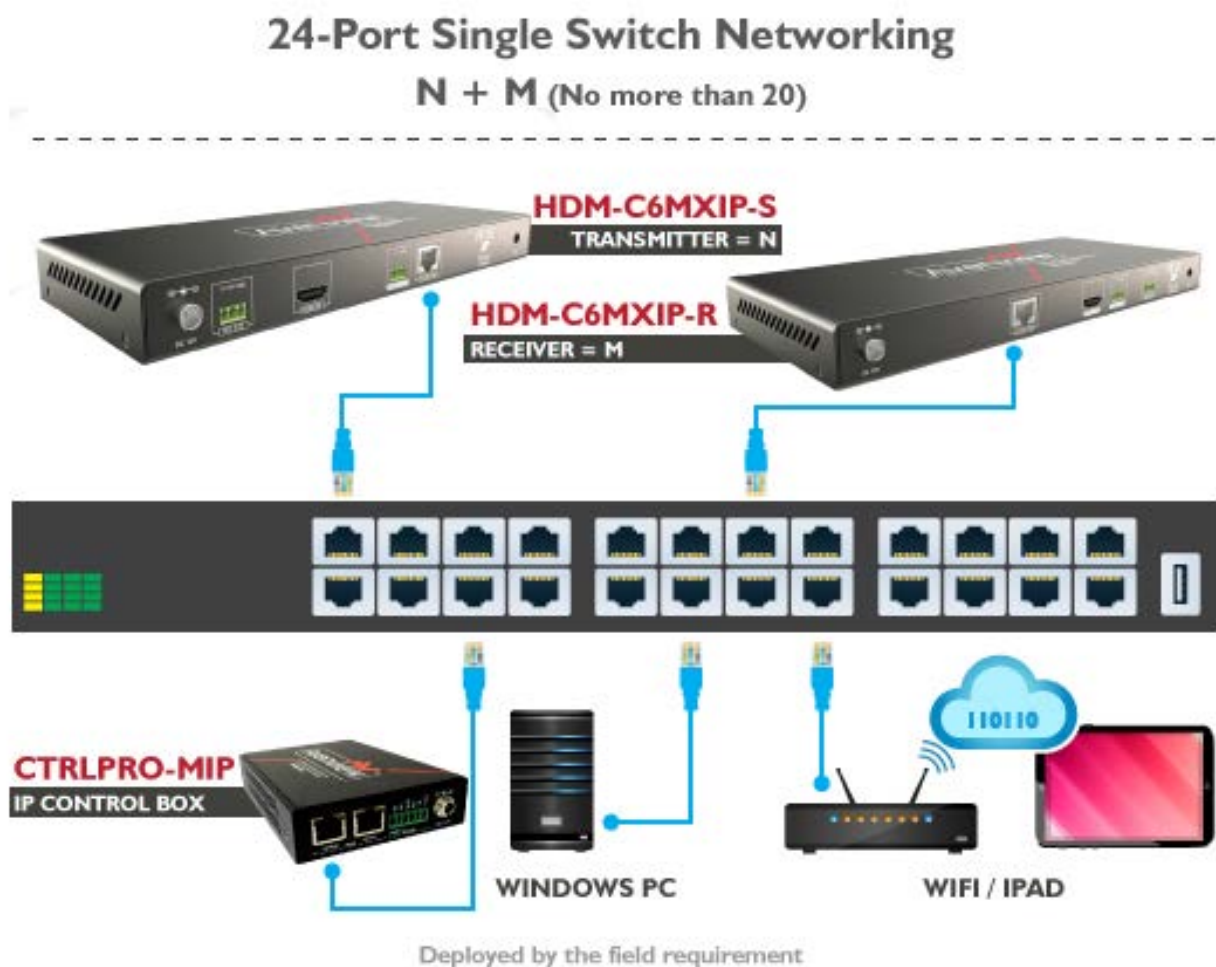 24-Port Single Switch Networking
N + M (No more than 20)
HDM-C6MXIP-S
TRANSMITTER = N
HDM-C6MXIP-R
RECEIVER = M
110110
CTRLPRO-MIP
IP CONTROL BOX
WINDOWS PC
WIFI / IPAD
Deployed by the field requirement